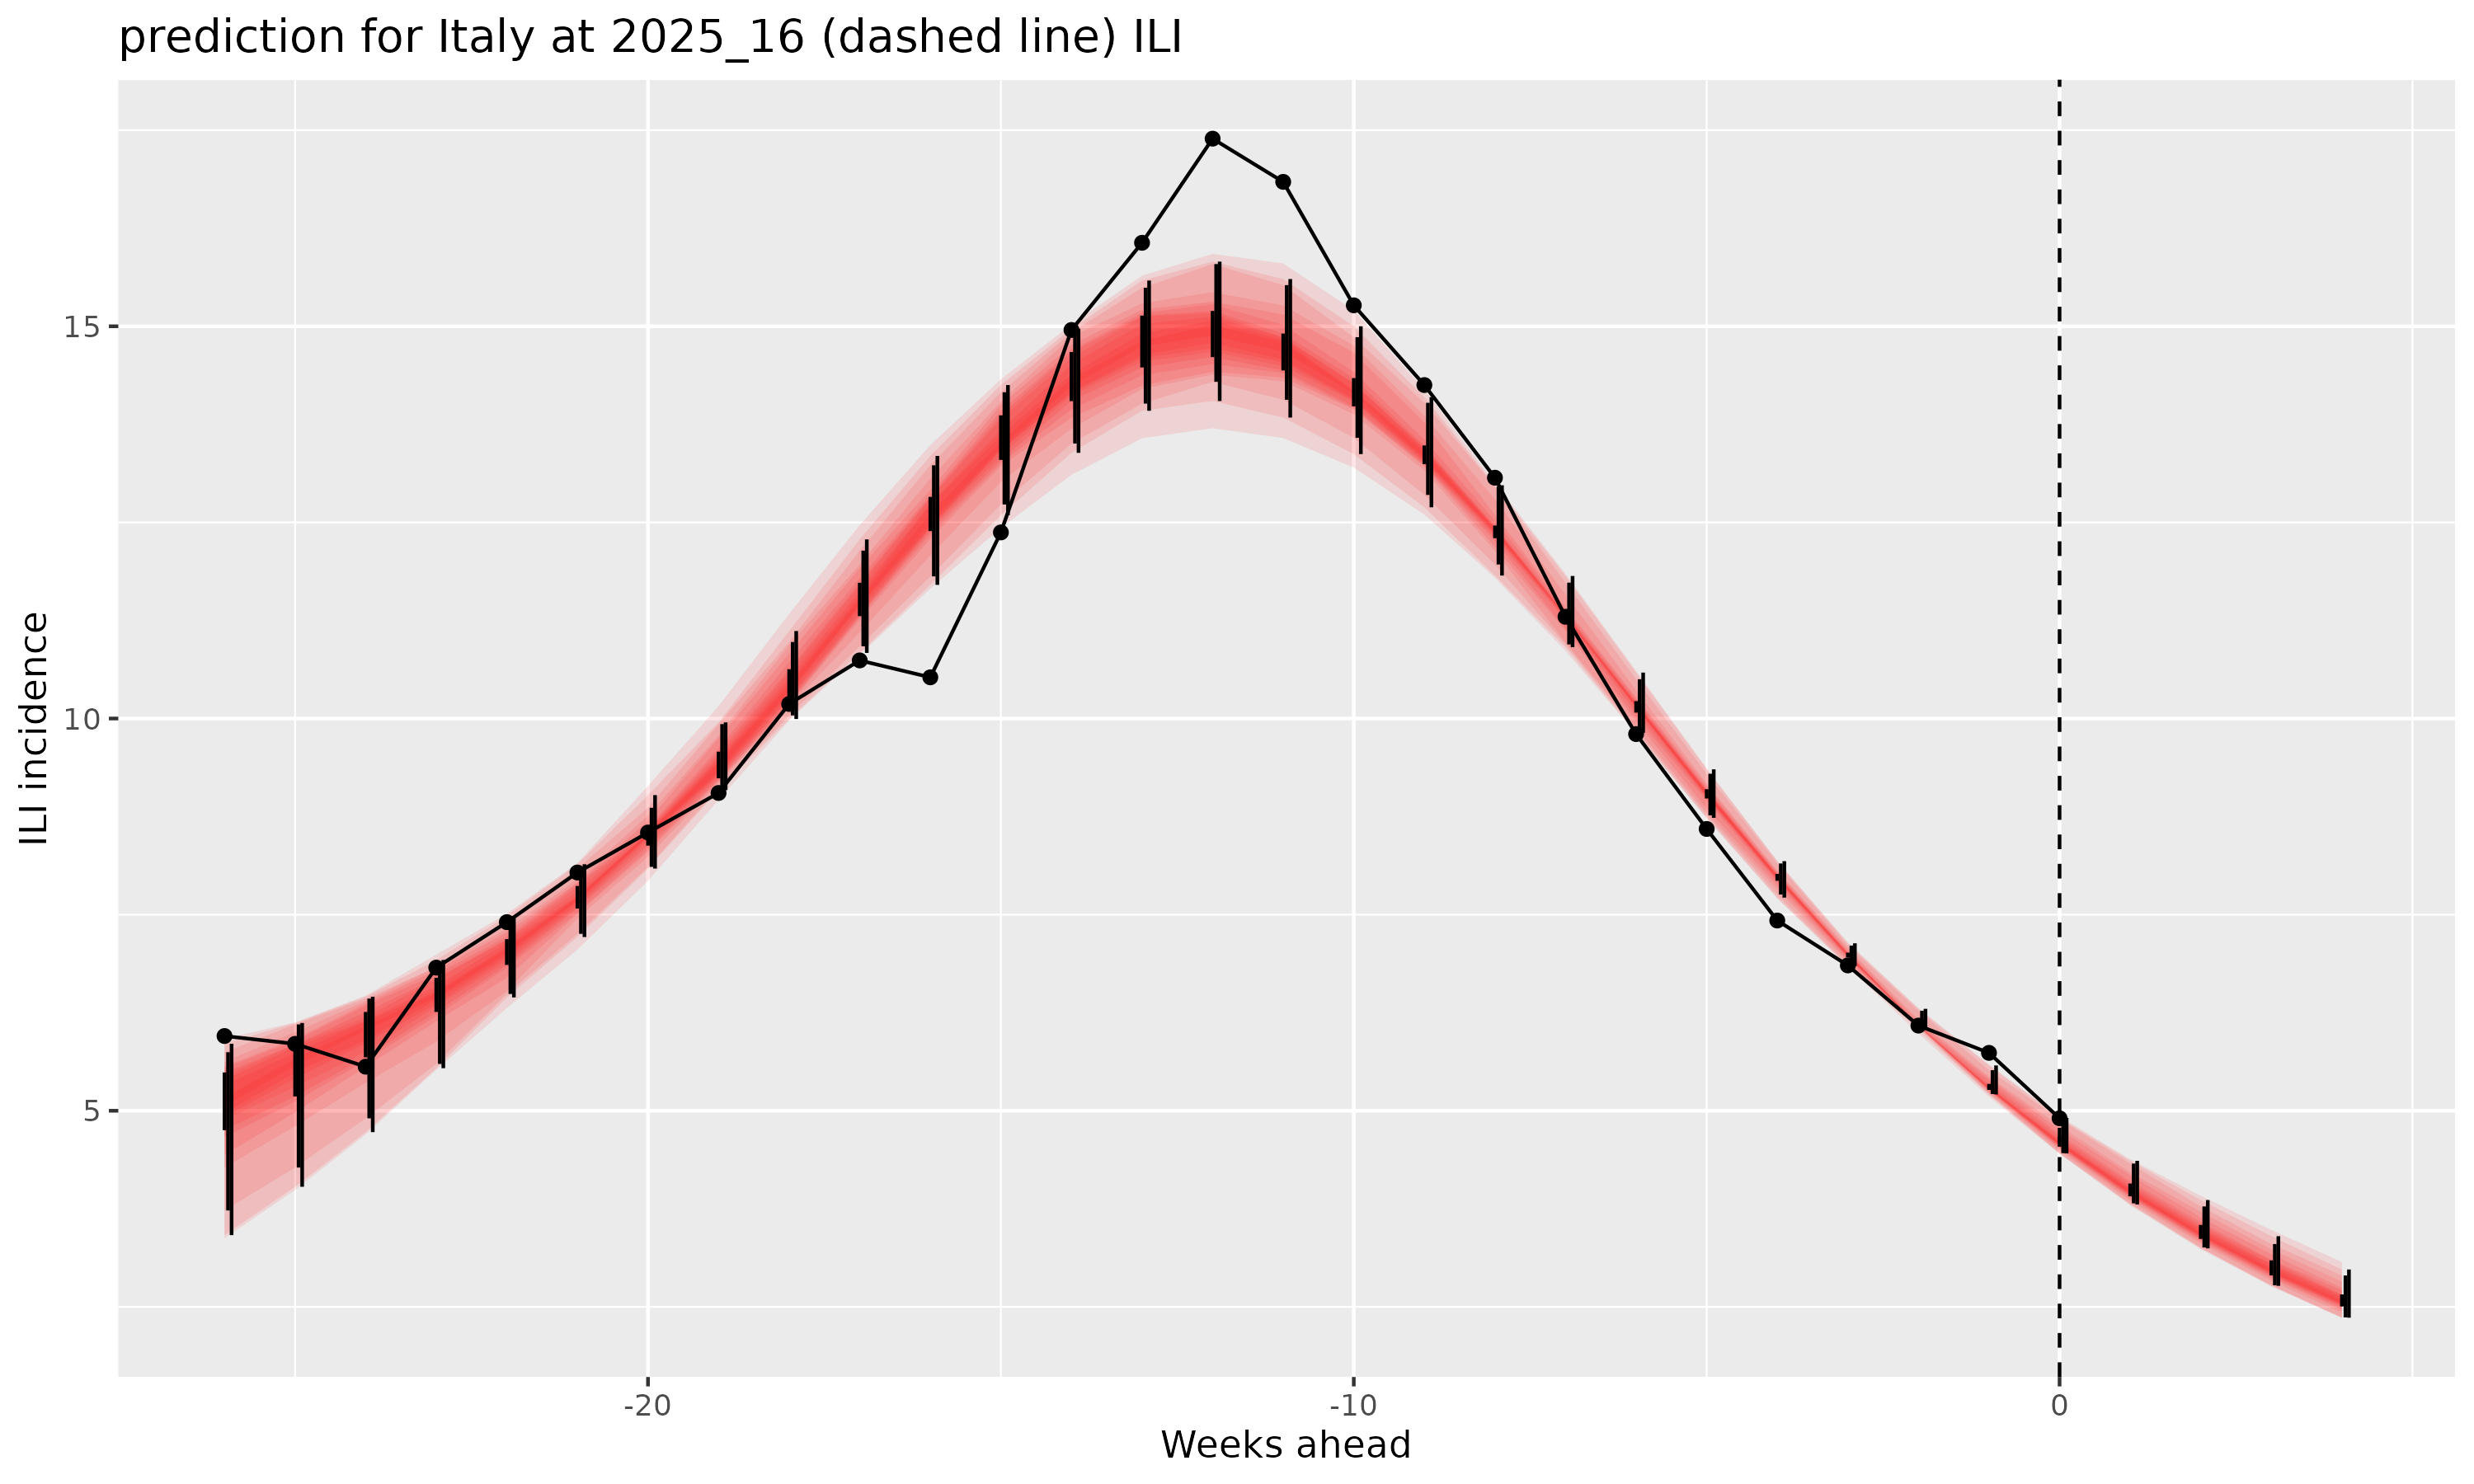 prediction for Italy at 2025_16 (dashed line) ILI
ILI incidence
15
10
5
-20
-10
0
Weeks ahead